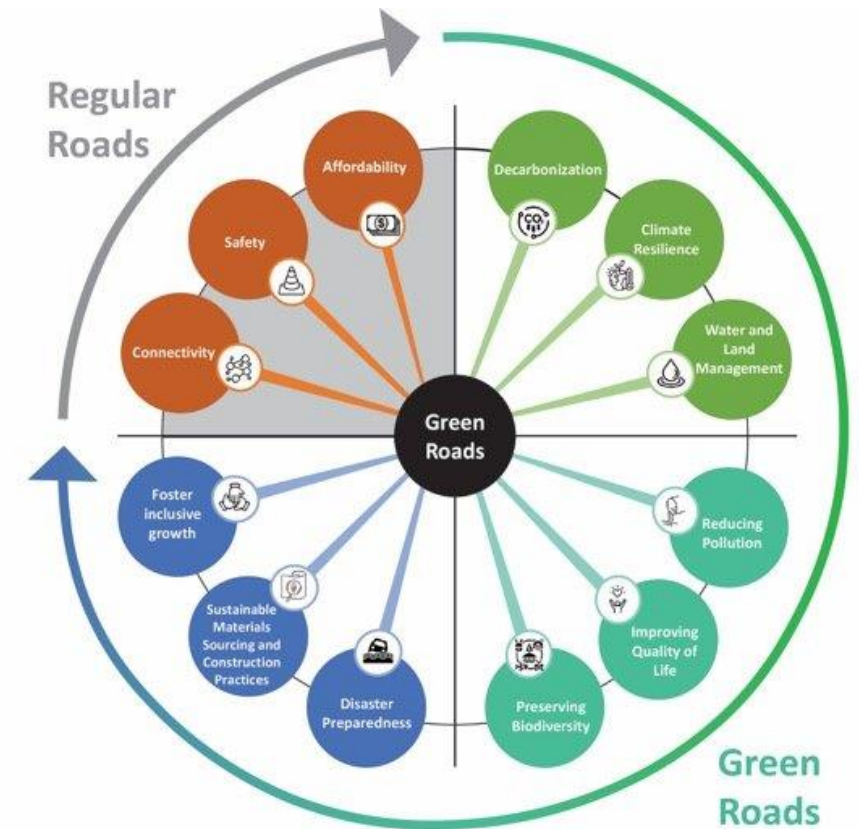 Regular
Roads
Affordability
Safety
Connectivity
Decarbonization
CO₂
Climate
Resilience
Water and
Land
Management
Green
Roads
Foster
inclusive
growth
Sustainable
Materials
Sourcing and
Construction
Practices
Disaster
Preparedness
Reducing
Pollution
Improving
Quality of
Life
Preserving
Biodiversity
Green
Roads